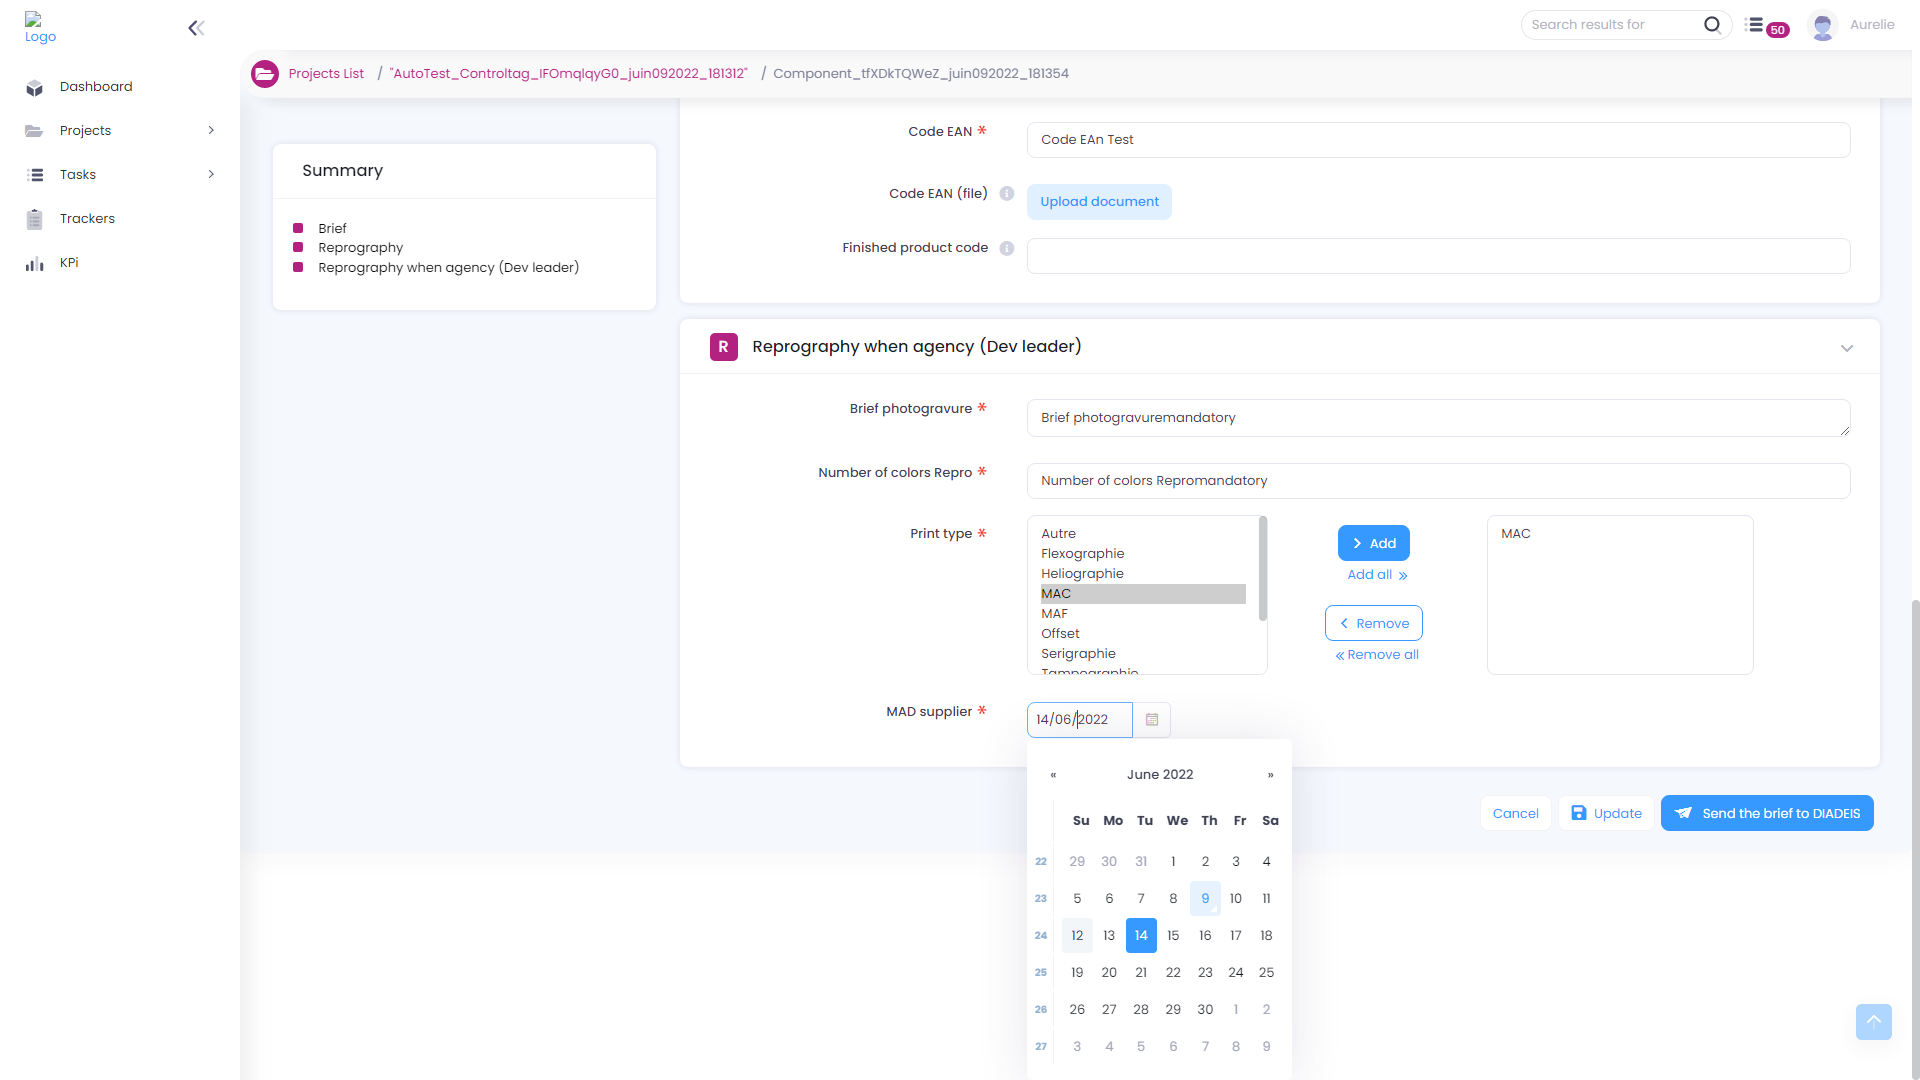 Logo
Search results for
50
Aurelie
Projects List / "AutoTest_Controltag_IFOmqlqyG0_juin092022_181312" / Component_tfXDkTQWeZ_juin092022_181354
Dashboard
Projects
Tasks
Trackers
KPi
Summary
Brief
Reprography
Reprography when agency (Dev leader)
Code EAN *
Code EAn Test
Code EAN (file)
Upload document
Finished product code
R Reprography when agency (Dev leader)
Brief photogravure *
Brief photogravuremandatory
Number of colors Repro *
Number of colors Repromandatory
Print type *
Autre
Flexographie
Heliographie
MAC
MAF
Offset
Serigraphie
Tampographie
Add
Add all »
Remove
« Remove all
MAC
MAD supplier *
14/06/2022
« June 2022 »
Su Mo Tu We Th Fr Sa
22 29 30 31 1 2 3 4
23 5 6 7 8 9 10 11
24 12 13 14 15 16 17 18
25 19 20 21 22 23 24 25
26 26 27 28 29 30 1 2
27 3 4 5 6 7 8 9
Cancel
Update
Send the brief to DIADEIS